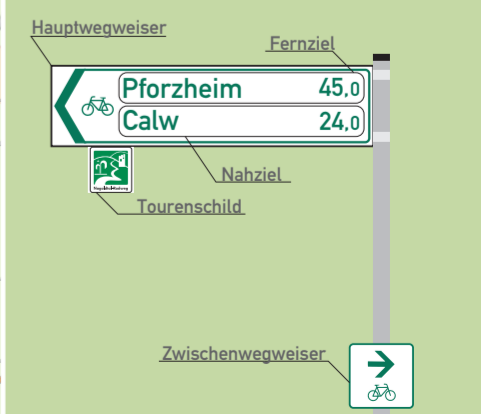 Hauptwegweiser
Fernziel
Pforzheim 45,0
Calw 24,0
Nahziel
Tourenschild
Zwischenwegweiser